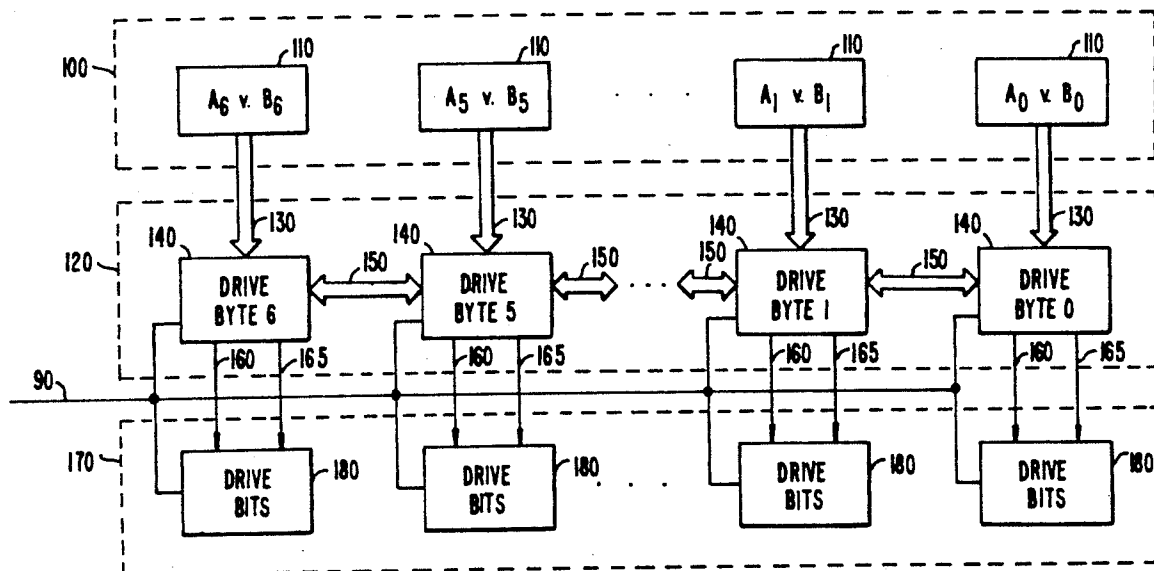 110 110 110 110
100
A6 v. B6 A5 v. B5 . . . A1 v. B1 A0 v. B0
130 130 130 130
140 140 140 140
120
150 150 ... 150 150
DRIVE DRIVE DRIVE DRIVE
BYTE 6 BYTE 5 BYTE 1 BYTE 0
160 165 160 165 160 165 160 165
90
170
180 180 180 180
DRIVE DRIVE DRIVE DRIVE
BITS BITS . . . BITS BITS